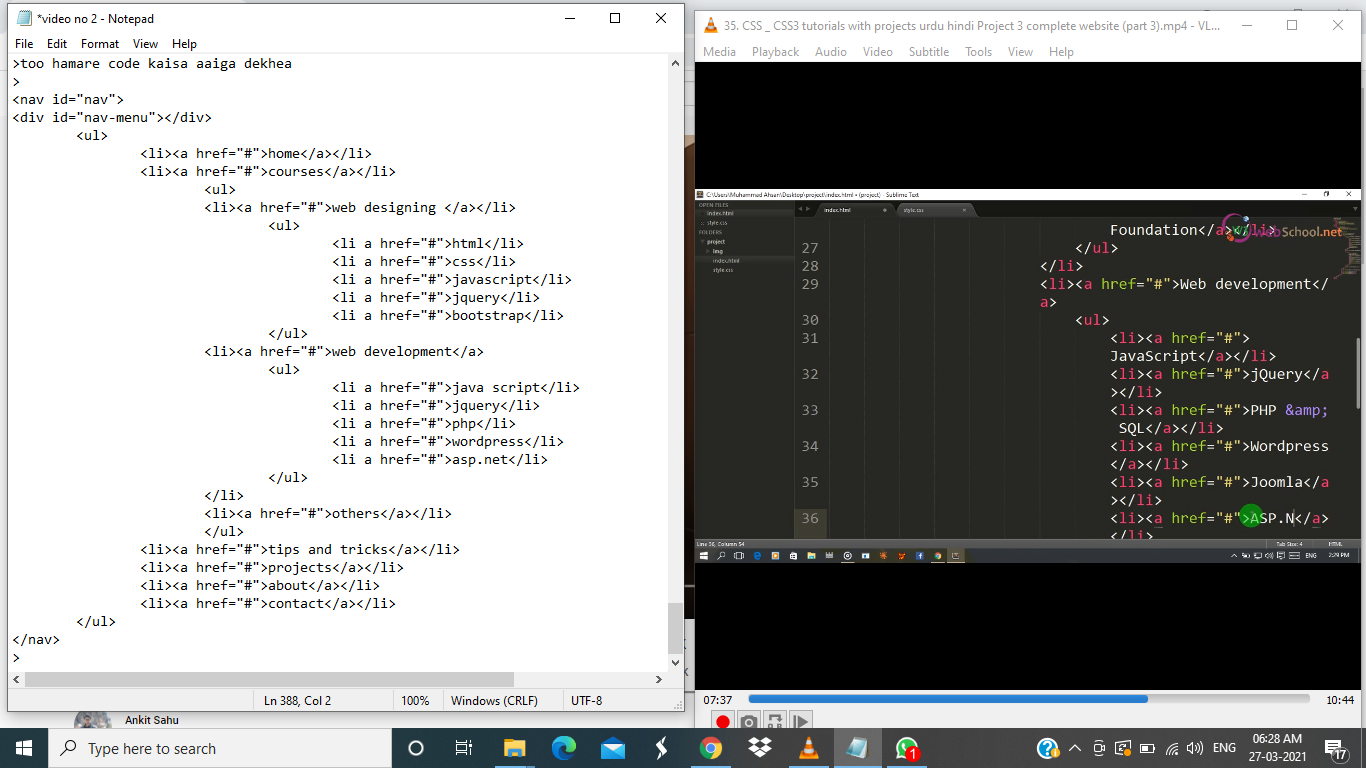 *video no 2 - Notepad
File Edit Format View Help
>too hamare code kaisa aaiga dekhea
>
<nav id="nav">
<div id="nav-menu"></div>
<ul>
<li><a href="#">home</a></li>
<li><a href="#">courses</a></li>
<ul>
<li><a href="#">web designing </a></li>
<ul>
<li a href="#">html</li>
<li a href="#">css</li>
<li a href="#">javascript</li>
<li a href="#">jquery</li>
<li a href="#">bootstrap</li>
</ul>
<li><a href="#">web development</a>
<ul>
<li a href="#">java script</li>
<li a href="#">jquery</li>
<li a href="#">php</li>
<li a href="#">wordpress</li>
<li a href="#">asp.net</li>
</ul>
</li>
<li><a href="#">others</a></li>
</ul>
<li><a href="#">tips and tricks</a></li>
<li><a href="#">projects</a></li>
<li><a href="#">about</a></li>
<li><a href="#">contact</a></li>
</ul>
</nav>
>
Ln 388, Col 2 100% Windows (CRLF) UTF-8
Ankit Sahu
35. CSS _ CSS3 tutorials with projects urdu hindi Project 3 complete website (part 3).mp4 - VL...
Media Playback Audio Video Subtitle Tools View Help
C:\Users\Muhammad Ahsan\Desktop\project\index.html • (project) - Sublime Text
OPEN FILES
index.html
style.css
FOLDERS
project
img
index.html
style.css
index.html style.css
webSchool.net
Foundation</a></li>
27 </ul>
28 </li>
29 <li><a href="#">Web development</
a>
30 <ul>
31 <li><a href="#">
JavaScript</a></li>
32 <li><a href="#">jQuery</a
></li>
33 <li><a href="#">PHP &amp;
SQL</a></li>
34 <li><a href="#">Wordpress
</a></li>
35 <li><a href="#">Joomla</a
></li>
36 <li><a href="#">ASP.N</a>
</li>
Line 36, Column 54 Tab Size: 4 HTML
ENG 2:29 PM
07:37 10:44
Type here to search
1
ENG
06:28 AM
27-03-2021
17